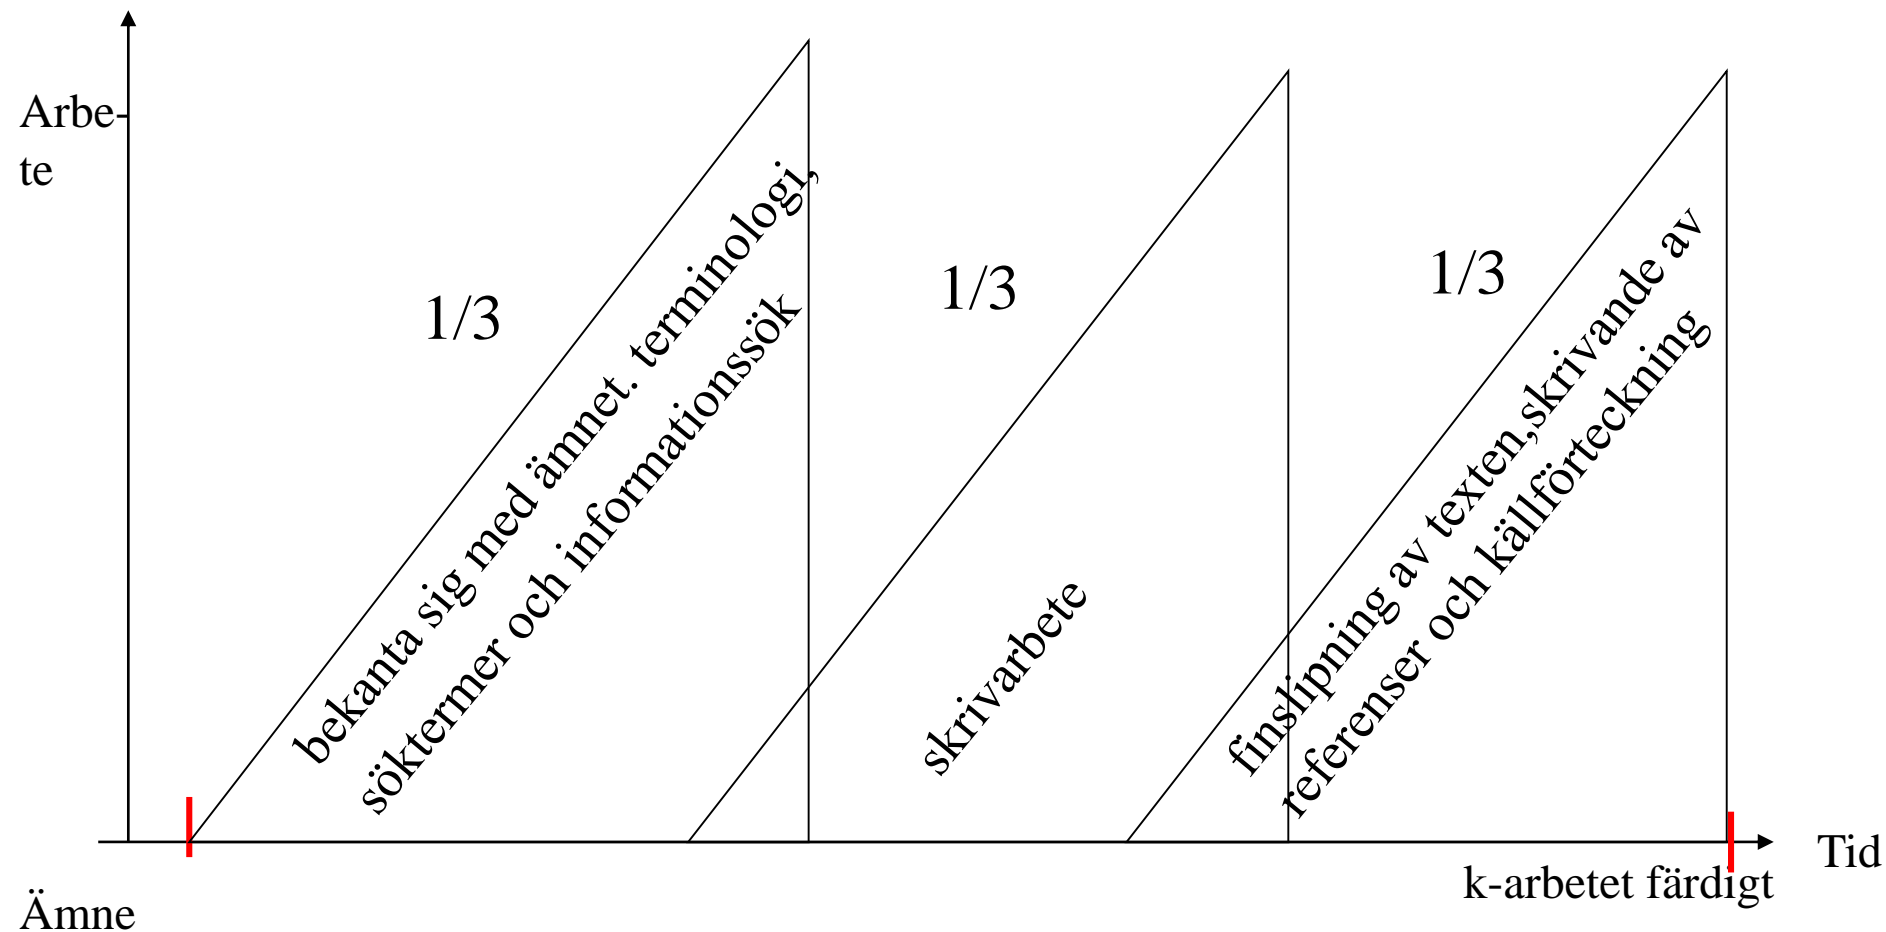 Arbe-
te
1/3
bekanta sig med ämnet. terminologi,
söktermer och informationssök
1/3
skrivarbete
1/3
finslipning av texten,skrivande av
referenser och källförteckning
Tid
k-arbetet färdigt
Ämne